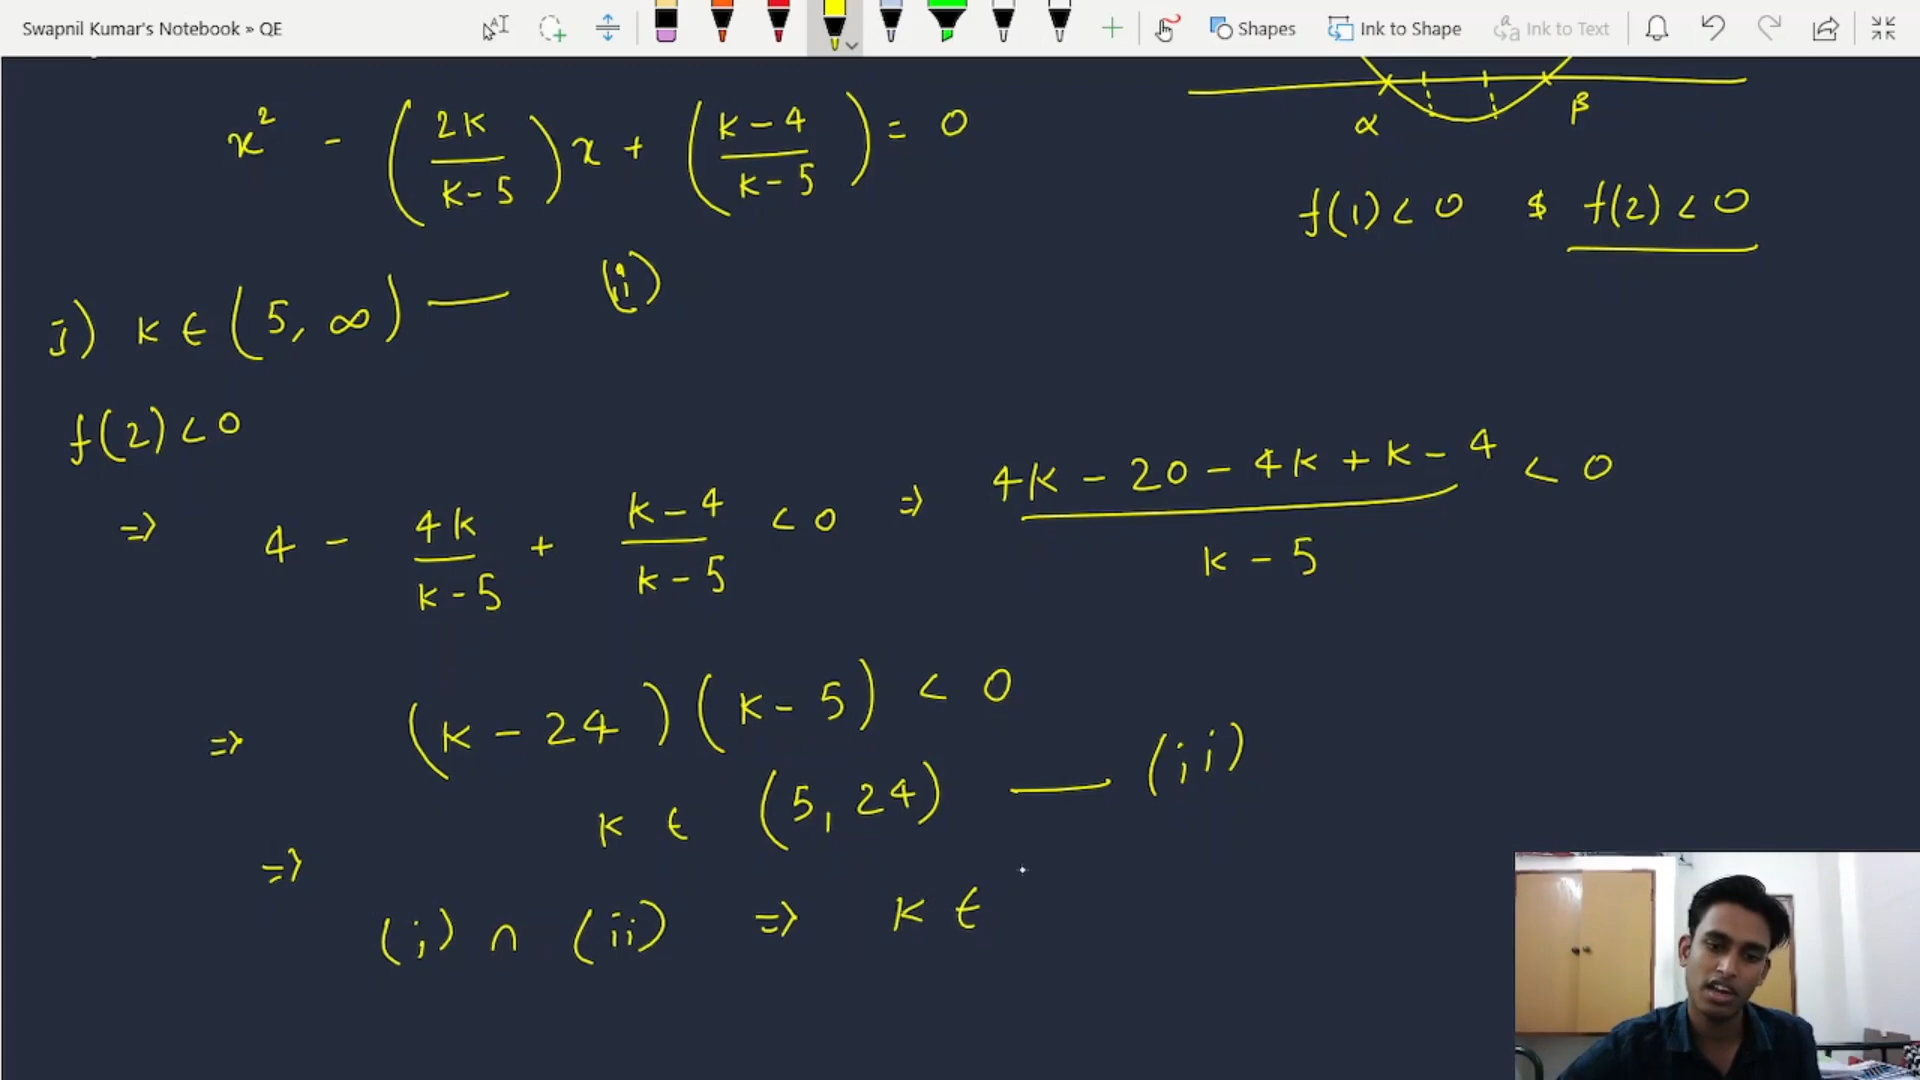 Swapnil Kumar's Notebook » QE
Shapes
Ink to Shape
Ink to Text
x² - (2k/(k-5))x + ((k-4)/(k-5)) = 0
α β
f(1) < 0 & f(2) < 0
⇒) k ∈ (5, ∞) — (i)
f(2) < 0
⇒ 4 - 4k/(k-5) + (k-4)/(k-5) < 0 ⇒ (4k - 20 - 4k + k - 4)/(k - 5) < 0
⇒ (k - 24)(k - 5) < 0
⇒ k ∈ (5, 24) — (ii)
(i) ∩ (ii) ⇒ k ∈